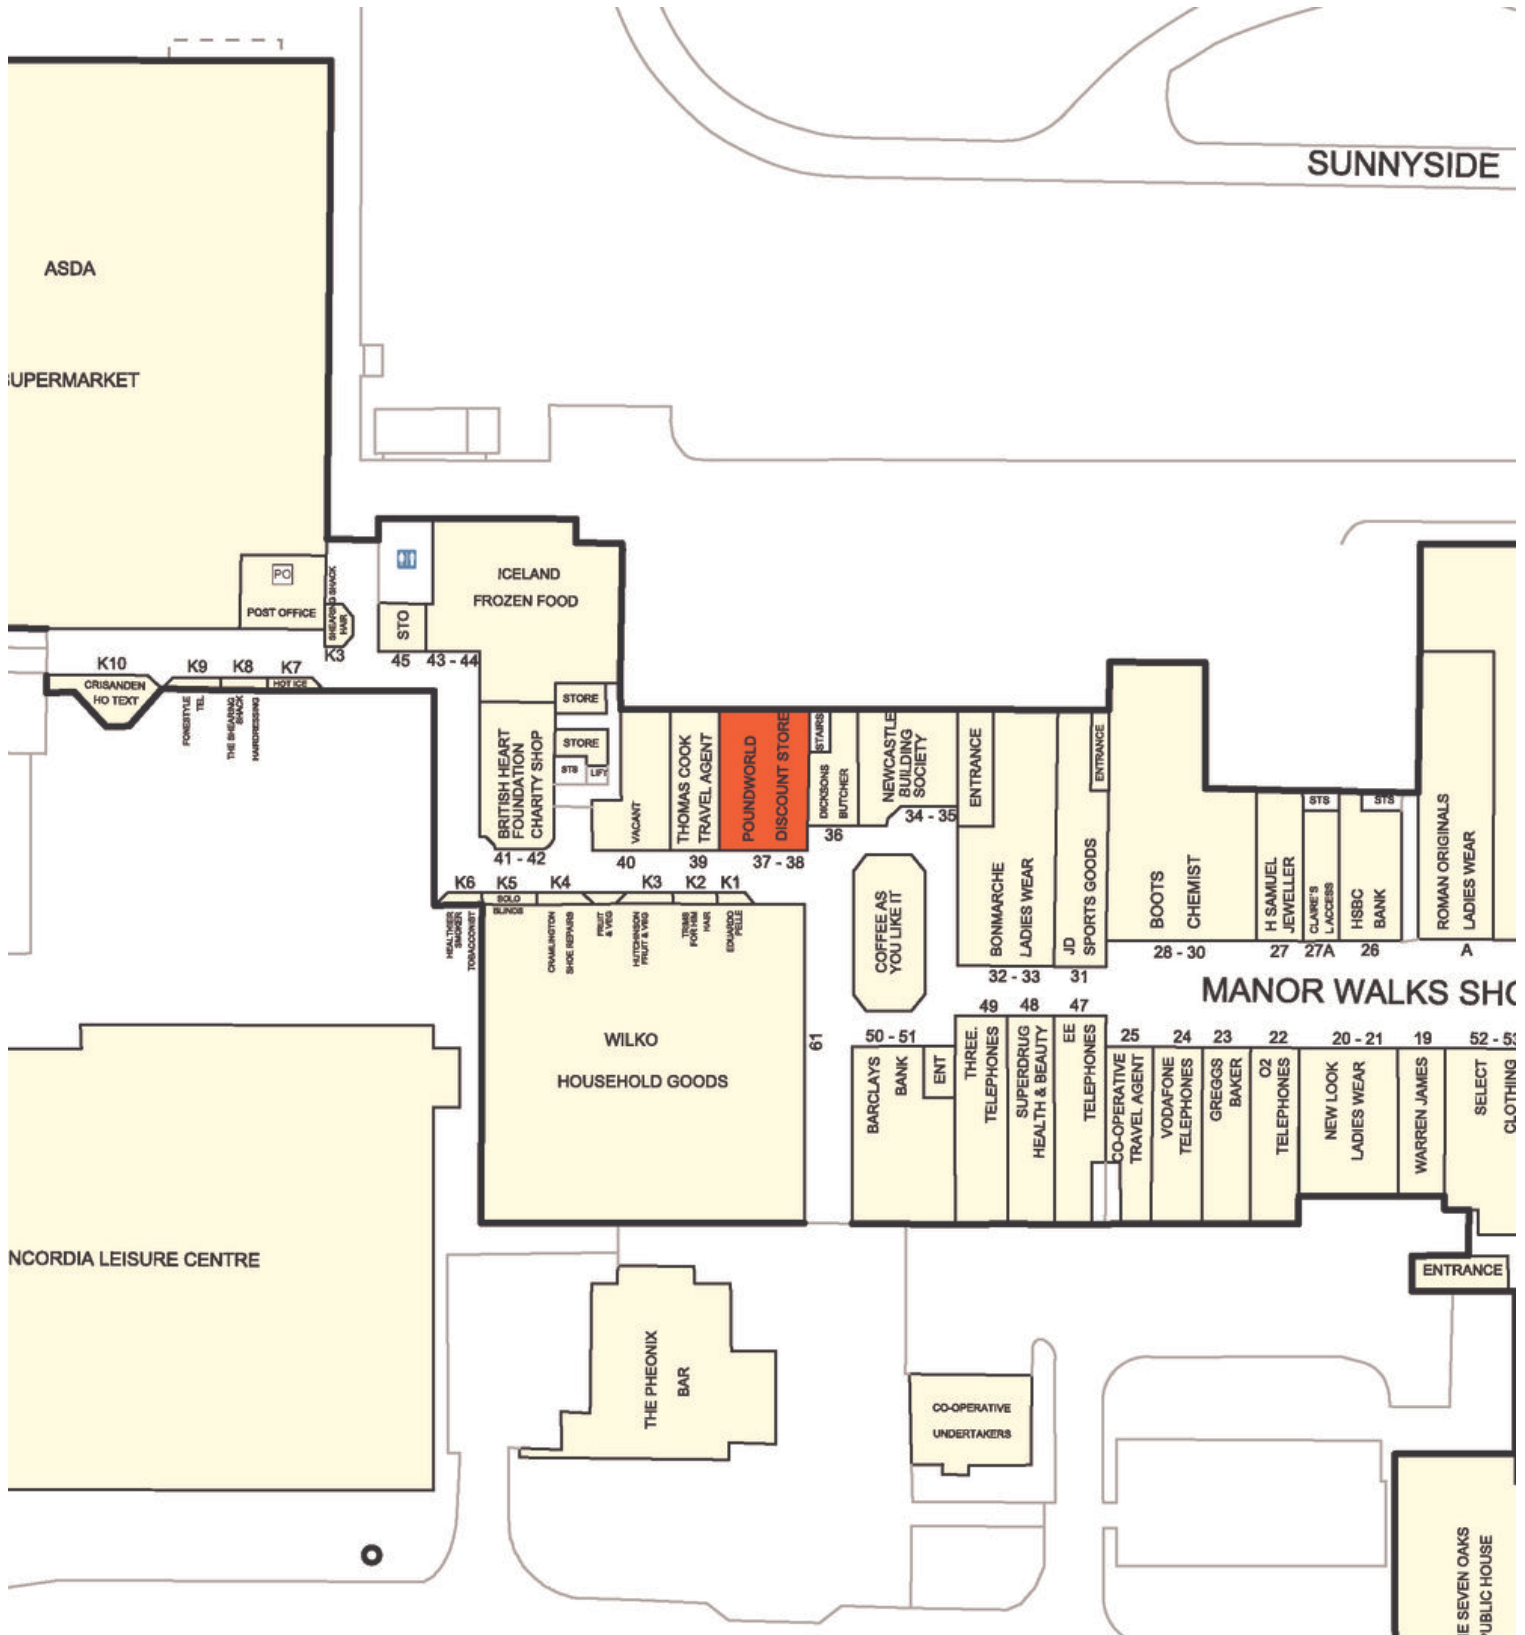 SUNNYSIDE
ASDA
SUPERMARKET
PO
POST OFFICE
SHEARING SHACK
HAIR
K3
STO
45
ICELAND
FROZEN FOOD
43 - 44
K10
CRISANDEN
HO TEXT
K9
K8
K7
HOT ICE
FONESTYLE
TEL
THE SHEARING
SHACK
HAIRDRESSING
STORE
STORE
STS
LIFT
BRITISH HEART
FOUNDATION
CHARITY SHOP
41 - 42
VACANT
40
THOMAS COOK
TRAVEL AGENT
39
POUNDWORLD
DISCOUNT STORE
37 - 38
STAIRS
DICKSONS
BUTCHER
36
NEWCASTLE
BUILDING
SOCIETY
34 - 35
ENTRANCE
BONMARCHE
LADIES WEAR
32 - 33
ENTRANCE
JD
SPORTS GOODS
31
BOOTS
CHEMIST
28 - 30
H SAMUEL
JEWELLER
27
STS
CLAIRE'S
L ACCESS
27A
STS
HSBC
BANK
26
ROMAN ORIGINALS
LADIES WEAR
A
K6
K5
K4
K3
K2
K1
SOLO
BLINDS
HEALTHIER
SMOKER
TOBACCONIST
CRAMLINGTON
SHOE REPAIRS
FRUIT
& VEG
HUTCHINSON
FRUIT & VEG
TRIMS
FOR HIM
HAIR
EDUARDO
PELLE
COFFEE AS
YOU LIKE IT
MANOR WALKS SHO
WILKO
HOUSEHOLD GOODS
61
50 - 51
BARCLAYS
BANK
ENT
49
THREE.
TELEPHONES
48
SUPERDRUG
HEALTH & BEAUTY
47
EE
TELEPHONES
25
CO-OPERATIVE
TRAVEL AGENT
24
VODAFONE
TELEPHONES
23
GREGGS
BAKER
22
O2
TELEPHONES
20 - 21
NEW LOOK
LADIES WEAR
19
WARREN JAMES
52 - 53
SELECT
CLOTHING
ENTRANCE
NCORDIA LEISURE CENTRE
THE PHEONIX
BAR
CO-OPERATIVE
UNDERTAKERS
E SEVEN OAKS
PUBLIC HOUSE